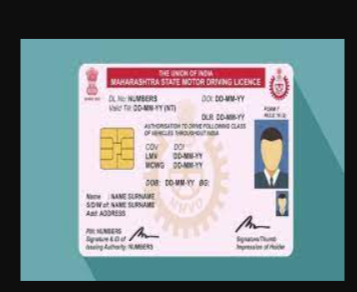 THE UNION OF INDIA
MAHARASHTRA STATE MOTOR DRIVING LICENCE
DL No: NUMBERS DOI: DD-MM-YY
Valid Till: DD-MM-YY (NT)
DLR DD-MM-YY
FORM 7
AUTHORISATION TO DRIVE FOLLOWING CLASS
OF VEHICLES THROUGHOUT INDIA
COV DOI
LMV DD-MM-YY
MCWG DD-MM-YY
DOB: DD-MM-YY BG:
Name : NAME SURNAME
S/D/W of: NAME SURNAME
Add: ADDRESS
PIN: NUMBERS
Signature & ID of
Issuing Authority: NUMBERS
Signature/Thumb
Impression of Holder